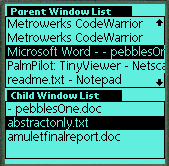 Parent Window List
Metrowerks CodeWarrior
Metrowerks CodeWarrior
Microsoft Word - - pebblesOn
PalmPilot: TinyViewer - Netsca
readme.txt - Notepad
Child Window List
- pebblesOne.doc
abstractonly.txt
amuletfinalreport.doc